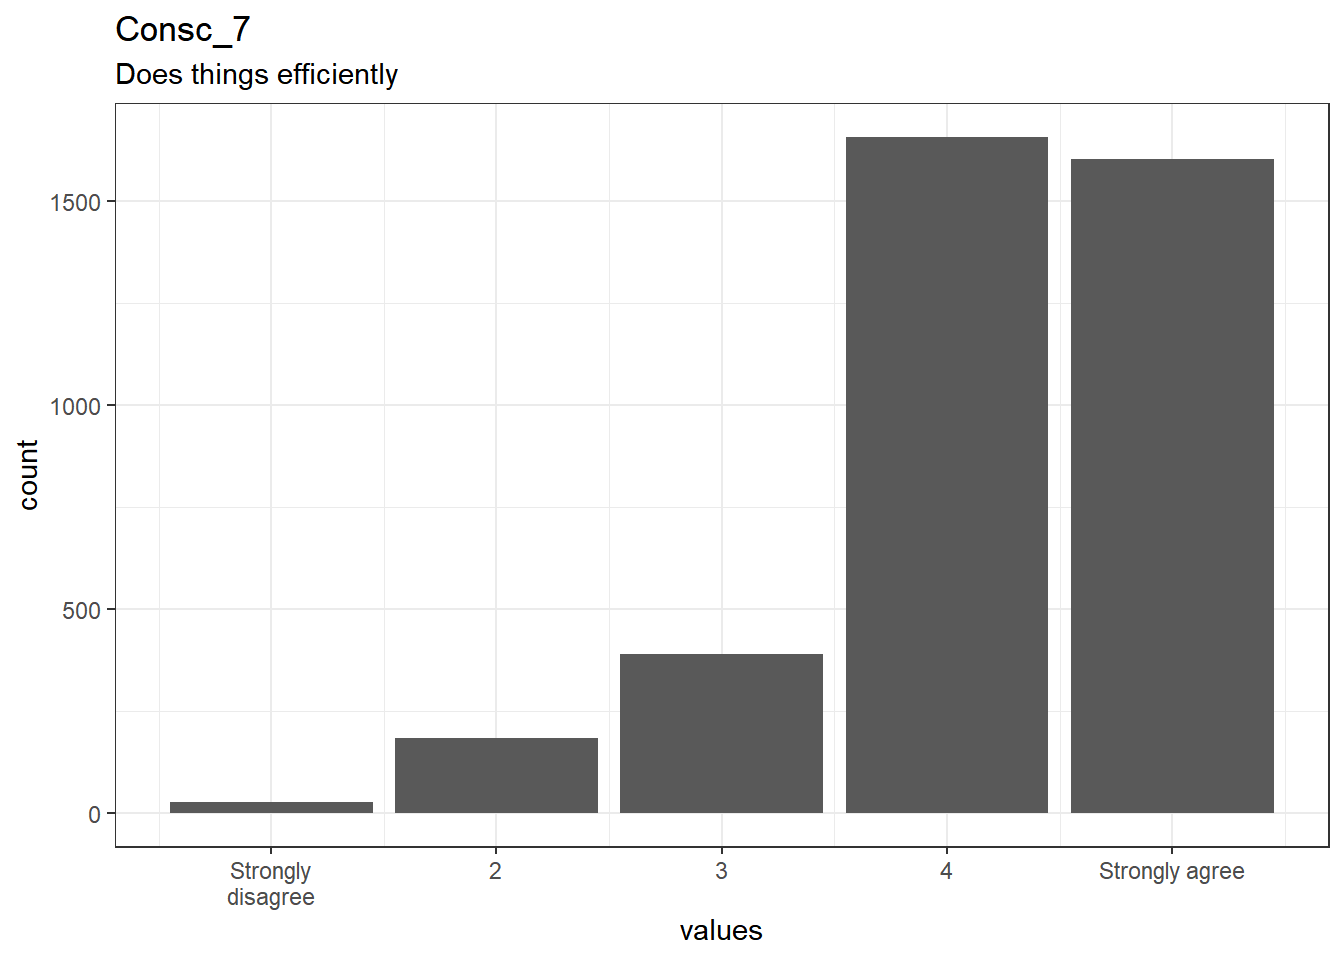 Consc_7
Does things efficiently
1500
1000
500
0
count
Strongly
disagree
2
3
4
Strongly agree
values